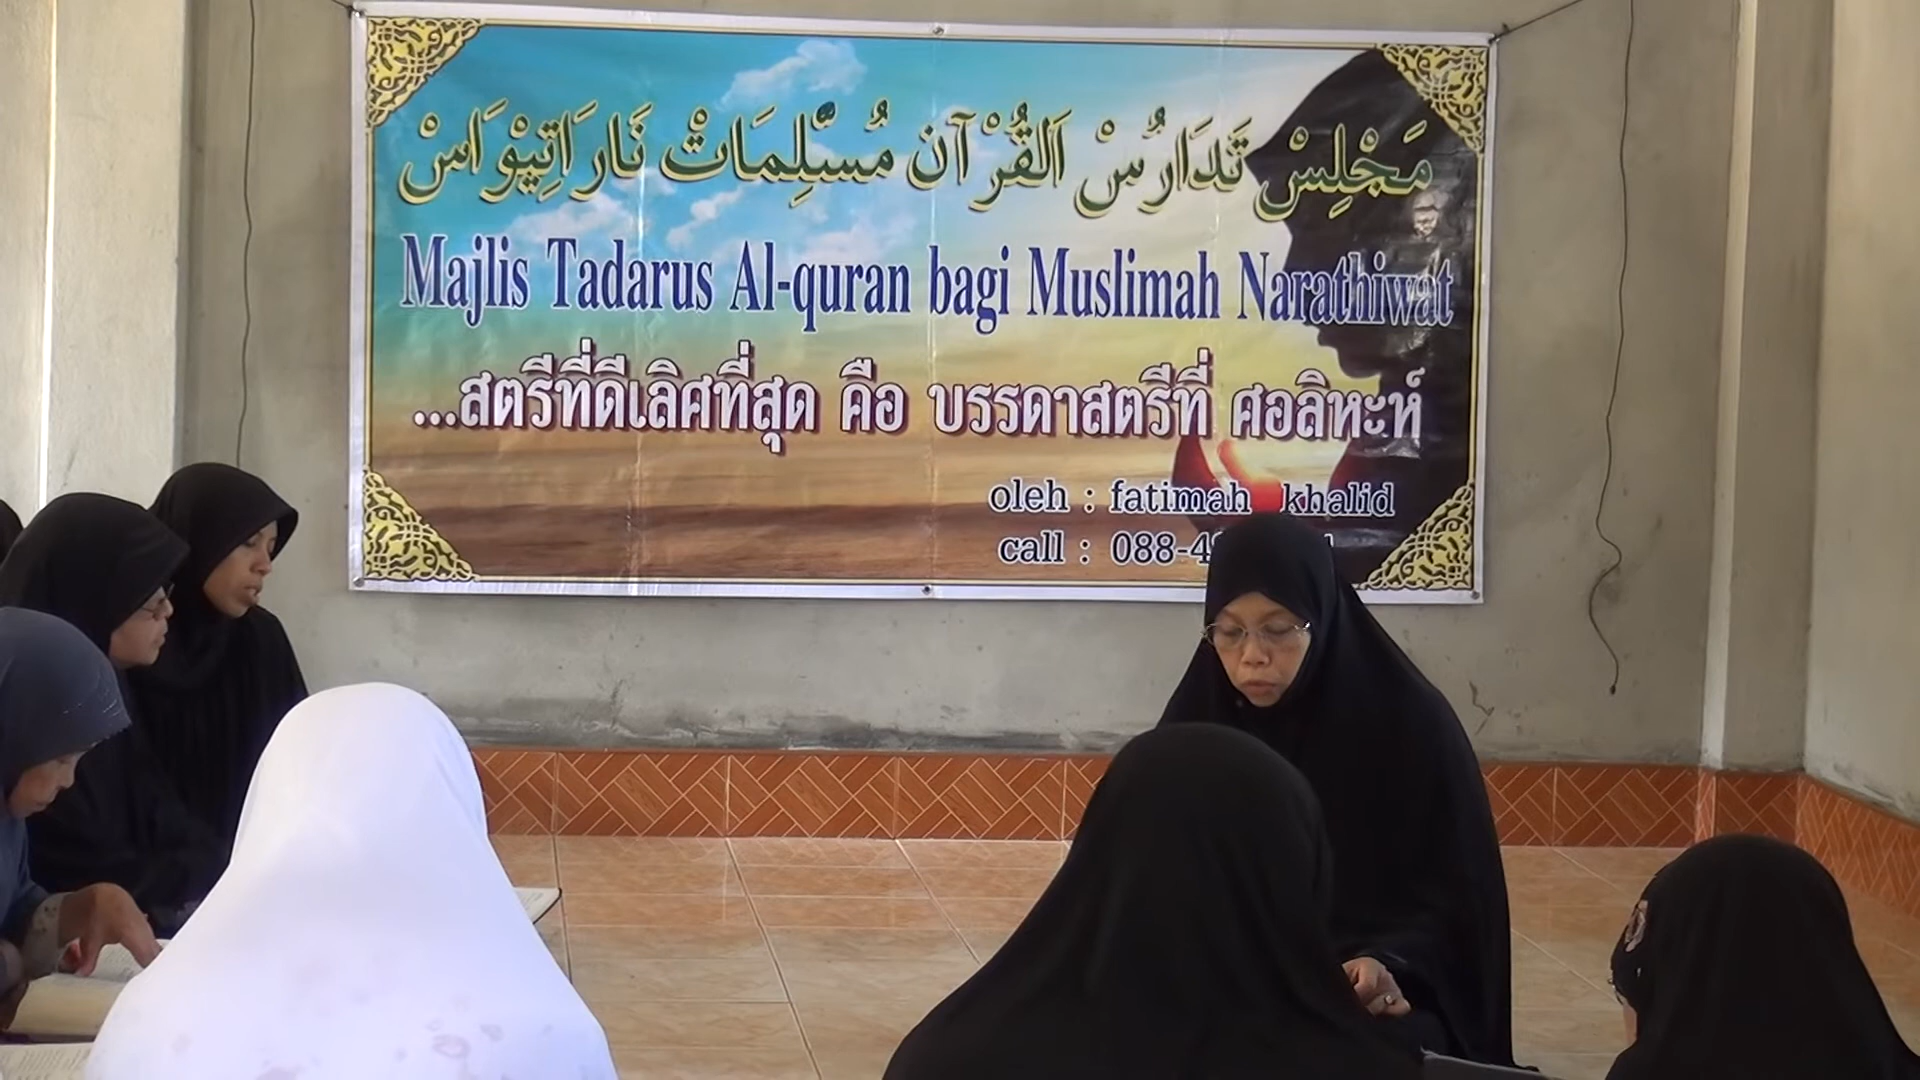 مَجْلِسْ تَدَارُسْ اَلْقُرْآن مُسْلِمَاتْ نَارَاتِيْوَاسْ
Majlis Tadarus Al-quran bagi Muslimah Narathiwat
...สตรีที่ดีเลิศที่สุด คือ บรรดาสตรีที่ ศอลิหะห์
oleh : fatimah khalid
call :